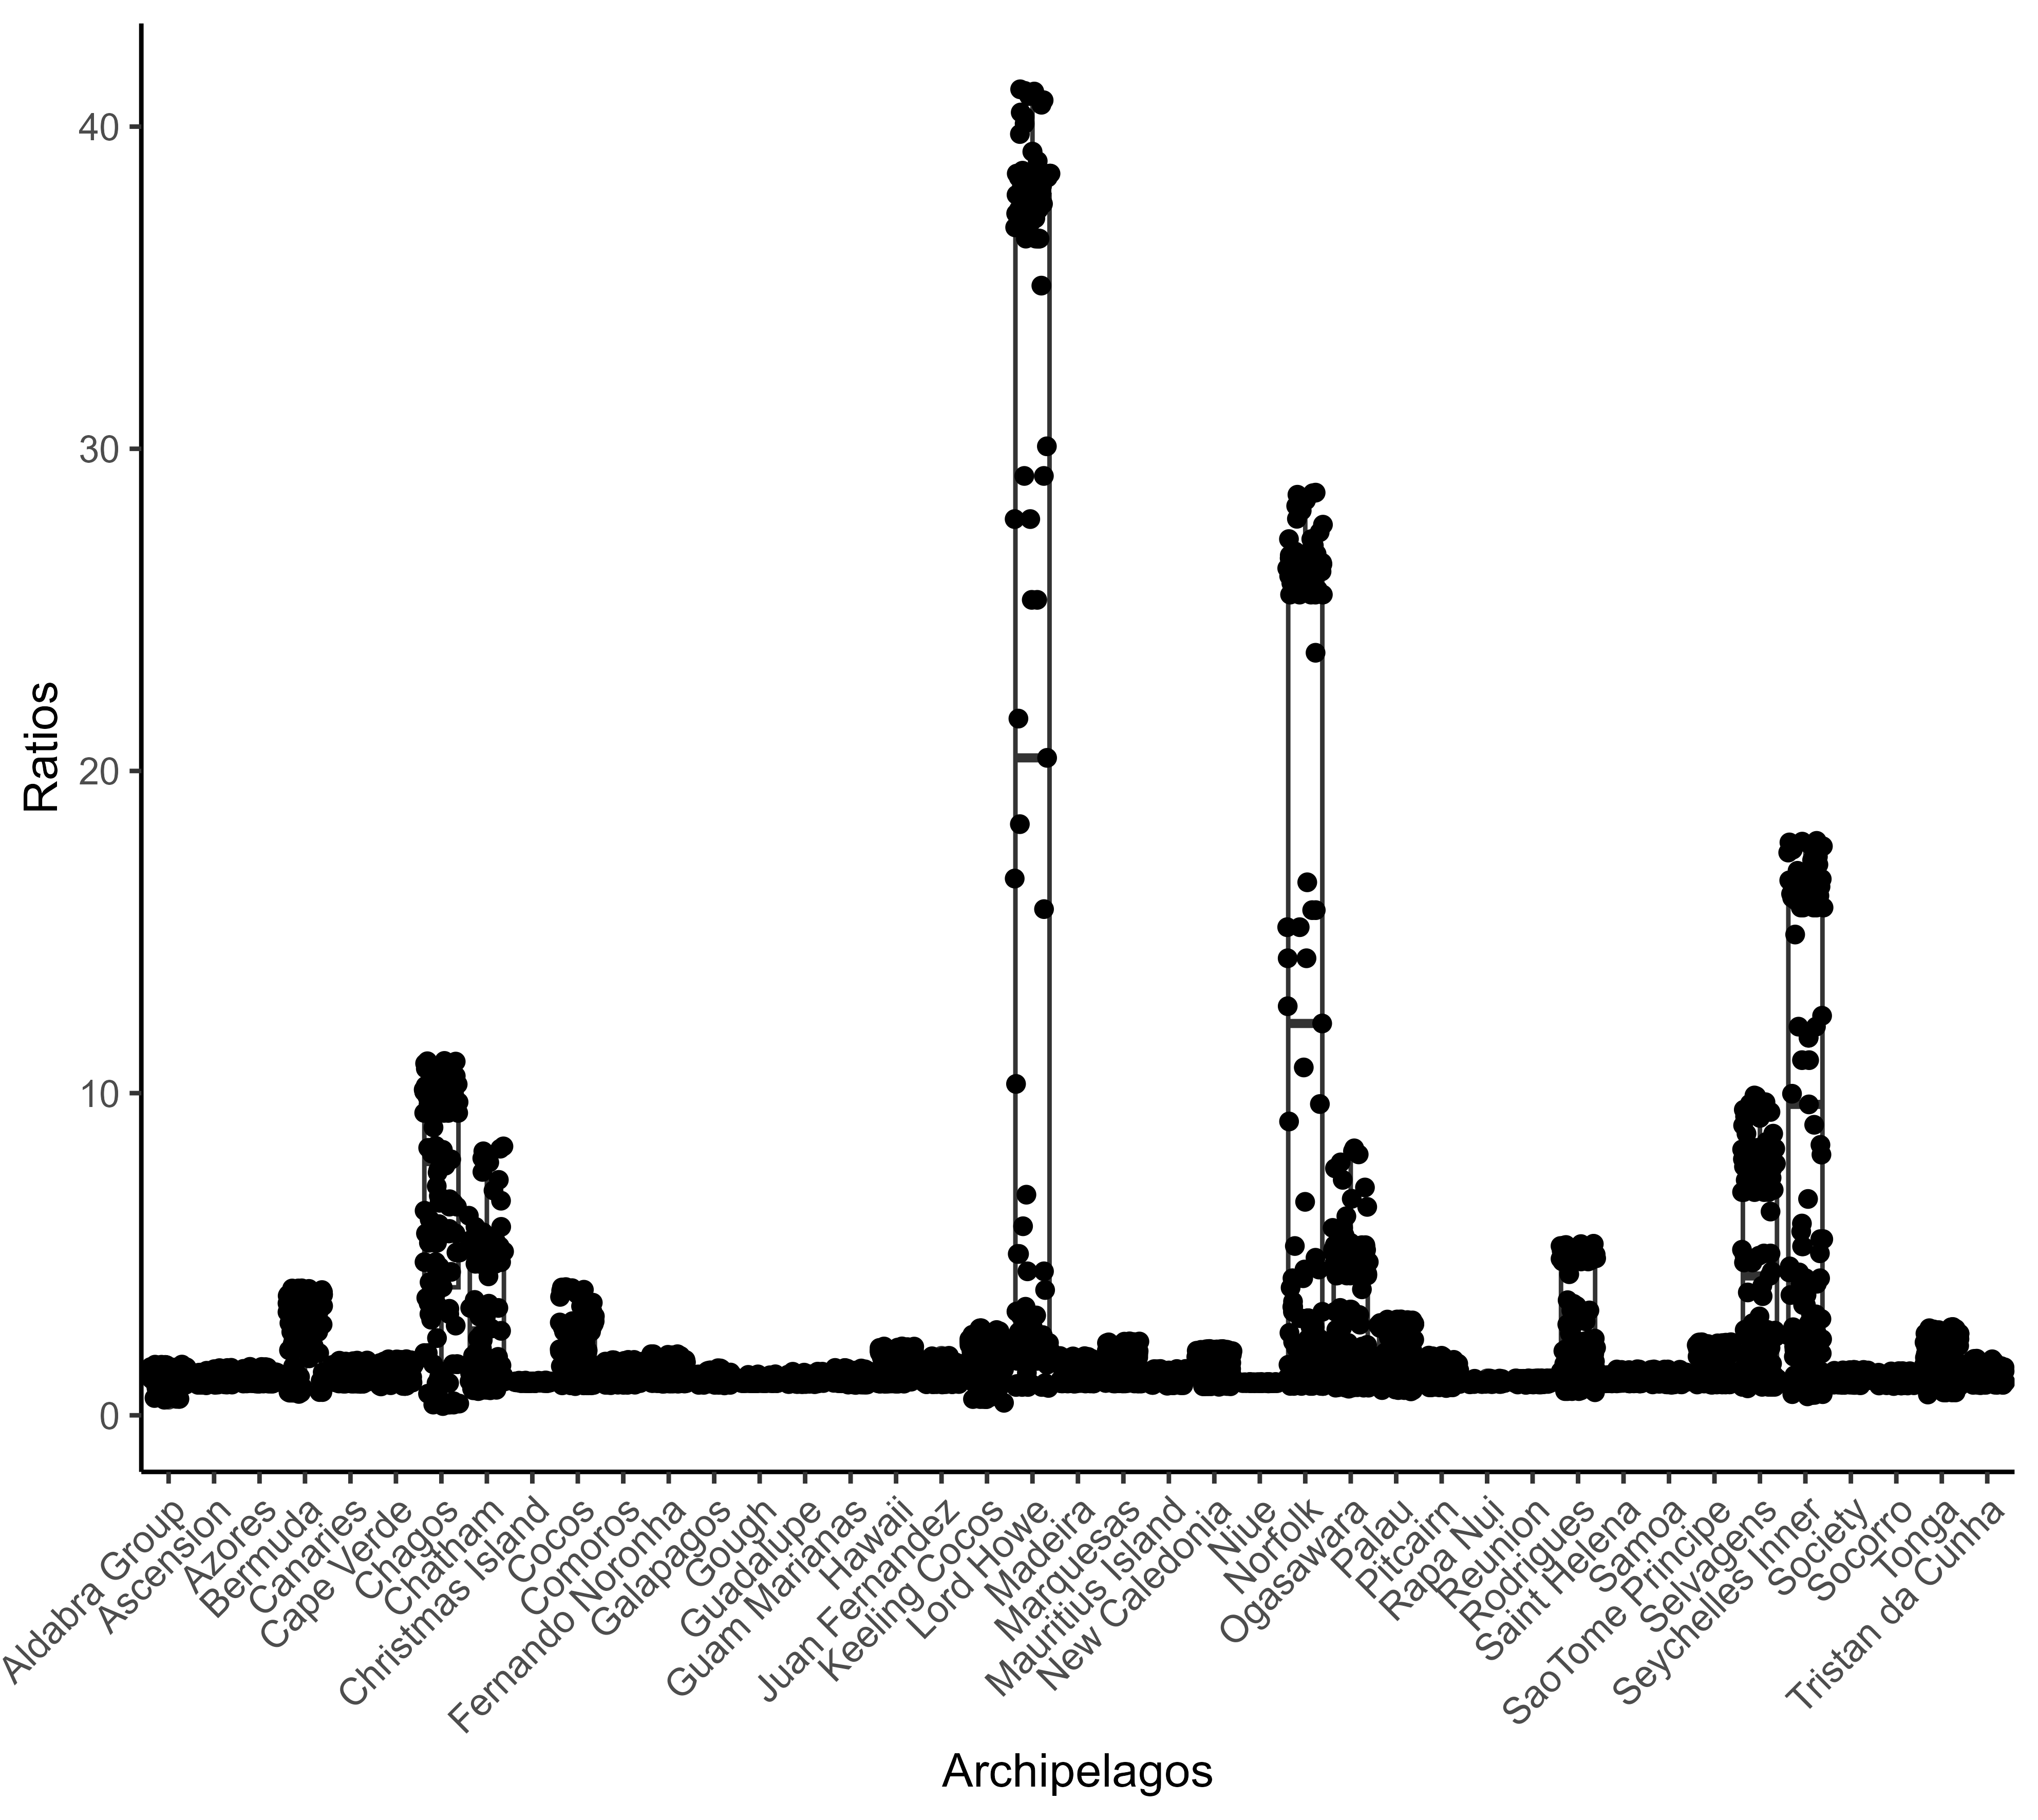 40
30
20
10
0
Ratios
Aldabra Group
Ascension
Azores
Bermuda
Canaries
Cape Verde
Chagos
Chatham
Christmas Island
Cocos
Comoros
Fernando Noronha
Galapagos
Gough
Guadalupe
Guam Marianas
Hawaii
Juan Fernandez
Keeling Cocos
Lord Howe
Madeira
Marquesas
Mauritius Island
New Caledonia
Niue
Norfolk
Ogasawara
Palau
Pitcairn
Rapa Nui
Reunion
Rodrigues
Saint Helena
Samoa
SaoTome Principe
Selvagens
Seychelles Inner
Society
Socorro
Tonga
Tristan da Cunha
Archipelagos